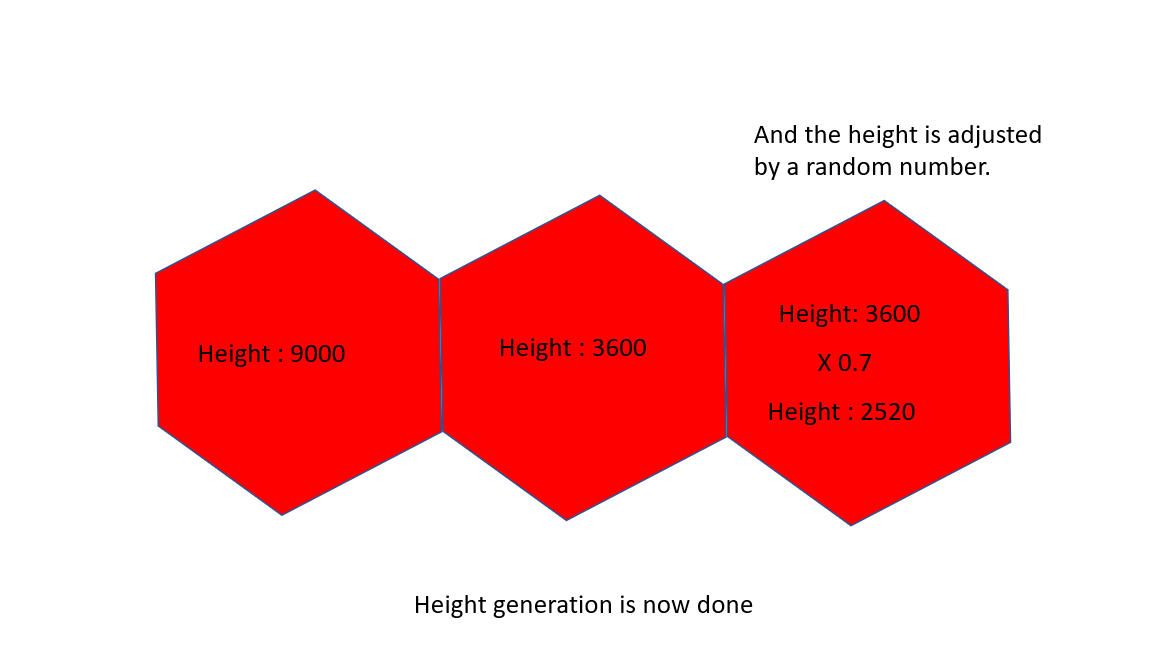 And the height is adjusted
by a random number.
Height : 9000
Height : 3600
Height: 3600
X 0.7
Height : 2520
Height generation is now done